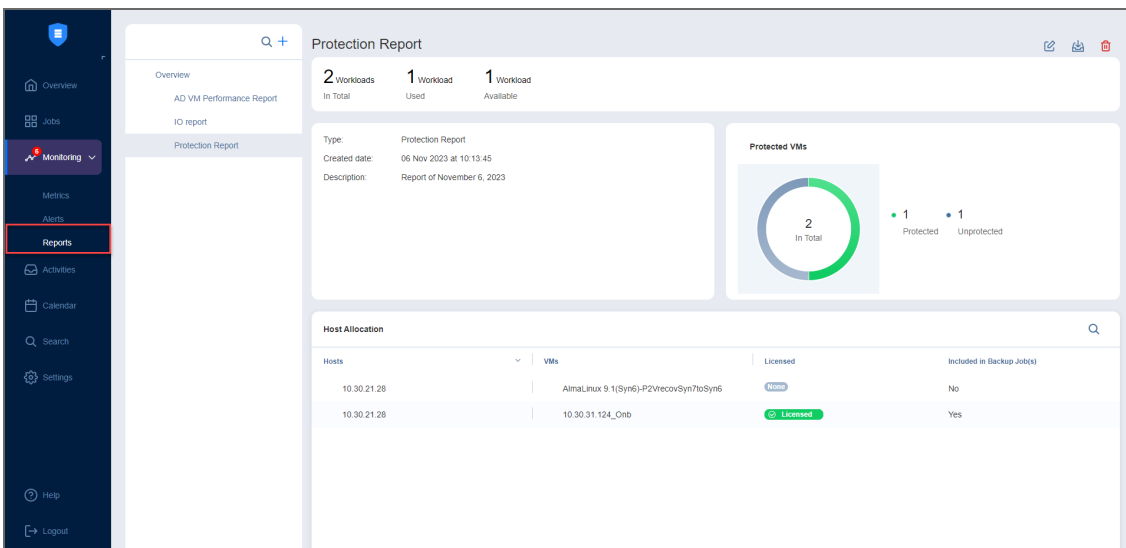 Overview
Jobs
6
Monitoring
Metrics
Alerts
Reports
Activities
Calendar
Search
Settings
Help
Logout
Overview
AD VM Performance Report
IO report
Protection Report
Protection Report
2 Workloads 1 Workload 1 Workload
In Total Used Available
Type: Protection Report
Created date: 06 Nov 2023 at 10:13:45
Description: Report of November 6, 2023
Protected VMs
2
In Total
1 1
Protected Unprotected
Host Allocation
Hosts VMs Licensed Included in Backup Job(s)
10.30.21.28 AlmaLinux 9.1(Syn6)-P2VrecovSyn7toSyn6 None No
10.30.21.28 10.30.31.124_Onb Licensed Yes